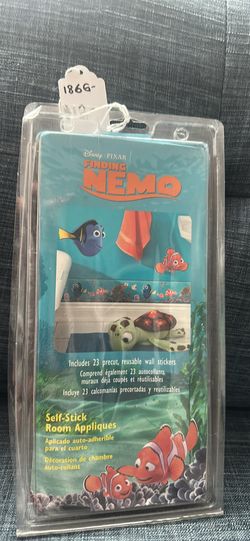 186G-
Disney · PIXAR
FINDING
NEMO
Includes 23 precut, reusable wall stickers
Comprend également 23 autocollants,
muraux déjà coupés et réutilisables
Incluye 23 calcomanías precortadas y reutilizables
Self-Stick
Room Appliques
Aplicado auto-adherible
para el cuarto
Décoration de chambre
auto-collant